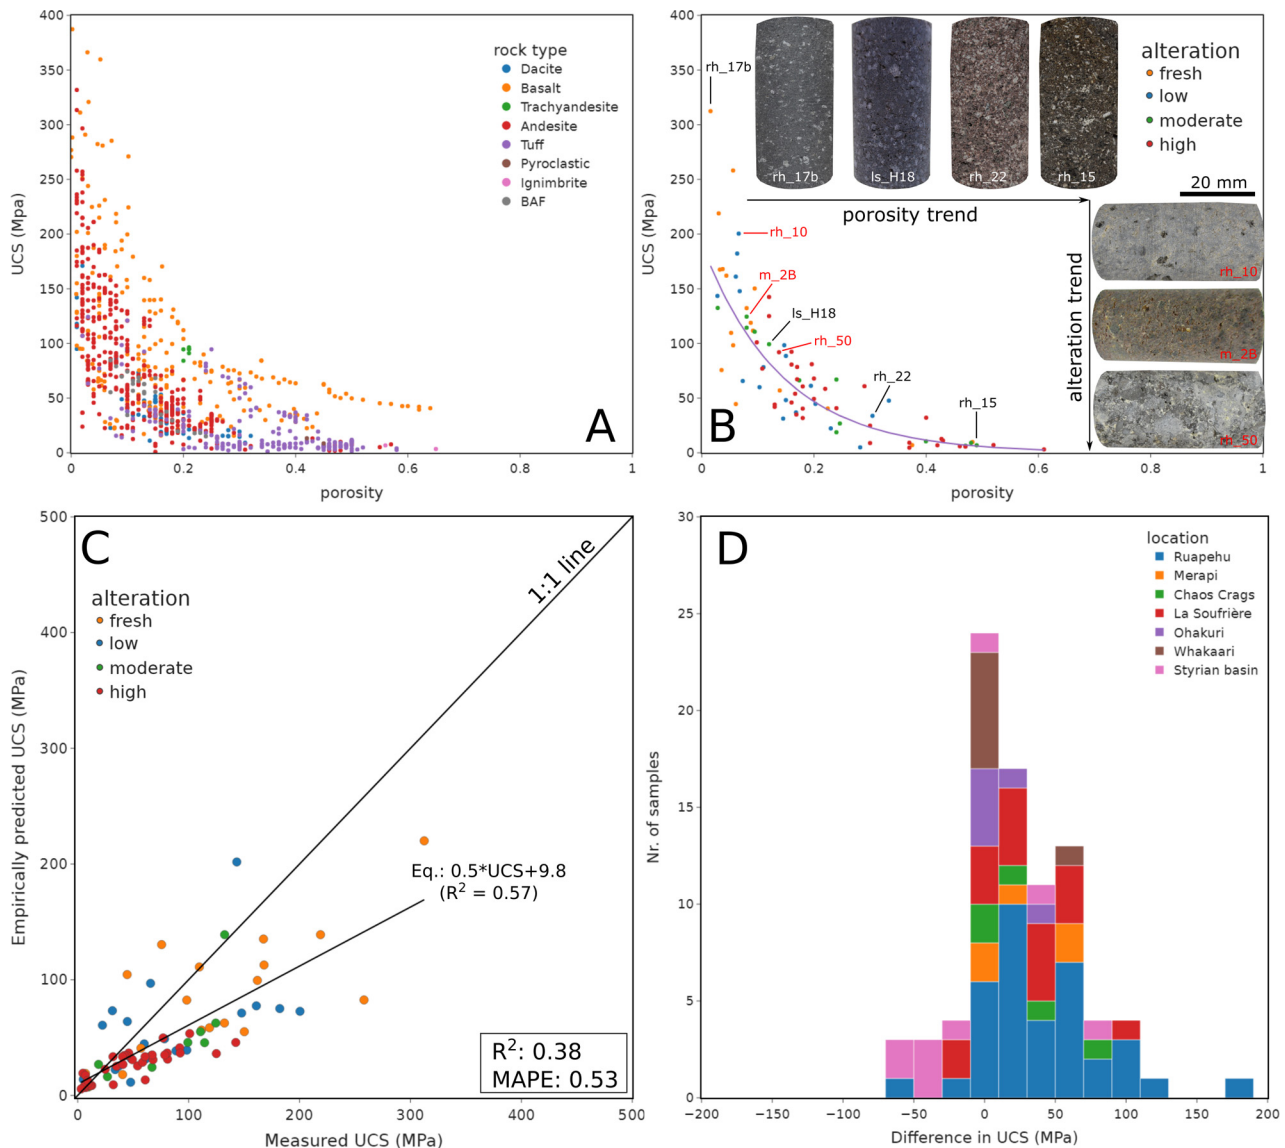 A
UCS (Mpa)
400
350
300
250
200
150
100
50
0
0
0.2
0.4
0.6
0.8
1
porosity
rock type
Dacite
Basalt
Trachyandesite
Andesite
Tuff
Pyroclastic
Ignimbrite
BAF
B
UCS (Mpa)
400
350
300
250
200
150
100
50
0
0
0.2
0.4
0.6
0.8
1
porosity
alteration
fresh
low
moderate
high
20 mm
rh_17b
rh_17b
ls_H18
rh_22
rh_15
porosity trend
alteration trend
rh_10
m_2B
rh_50
rh_10
m_2B
ls_H18
rh_50
rh_22
rh_15
C
Empirically predicted UCS (MPa)
500
400
300
200
100
0
0
100
200
300
400
500
Measured UCS (MPa)
alteration
fresh
low
moderate
high
1:1 line
Eq.: 0.5*UCS+9.8
(R² = 0.57)
R²: 0.38
MAPE: 0.53
D
Nr. of samples
30
25
20
15
10
5
0
−200
−150
−100
−50
0
50
100
150
200
Difference in UCS (MPa)
location
Ruapehu
Merapi
Chaos Crags
La Soufrière
Ohakuri
Whakaari
Styrian basin